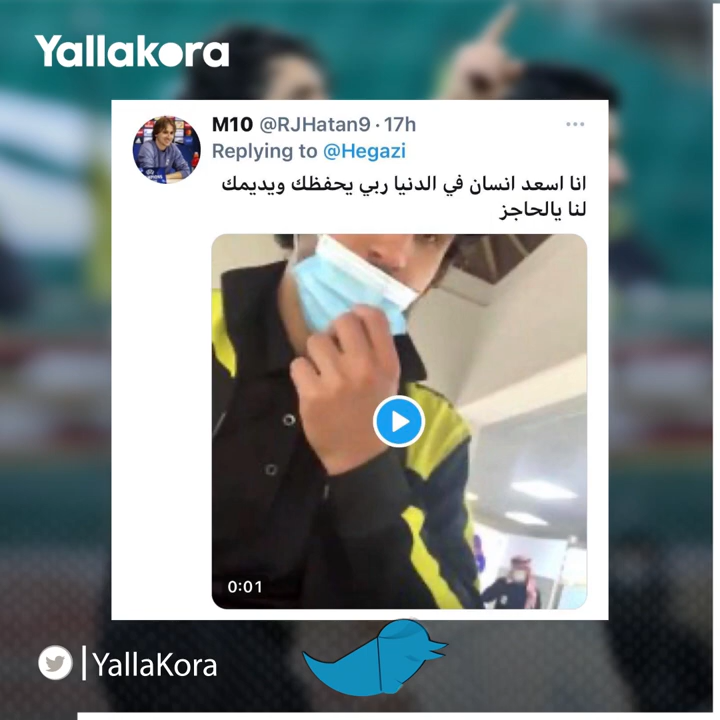 Yallakora
M10 @RJHatan9 · 17h
Replying to @Hegazi
انا اسعد انسان في الدنيا ربي يحفظك ويديمك
لنا يالحاجز
0:01
YallaKora